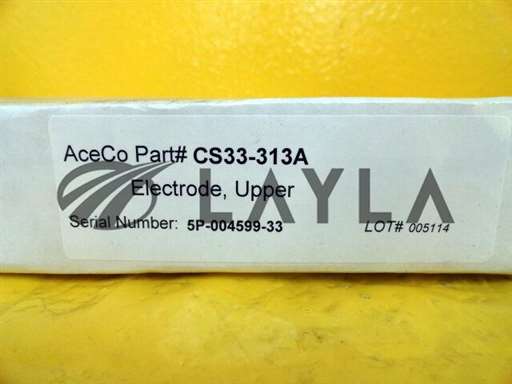 AceCo Part# CS33-313A
Electrode, Upper
LAYLA
Serial Number: 5P-004599-33 LOT# 005114